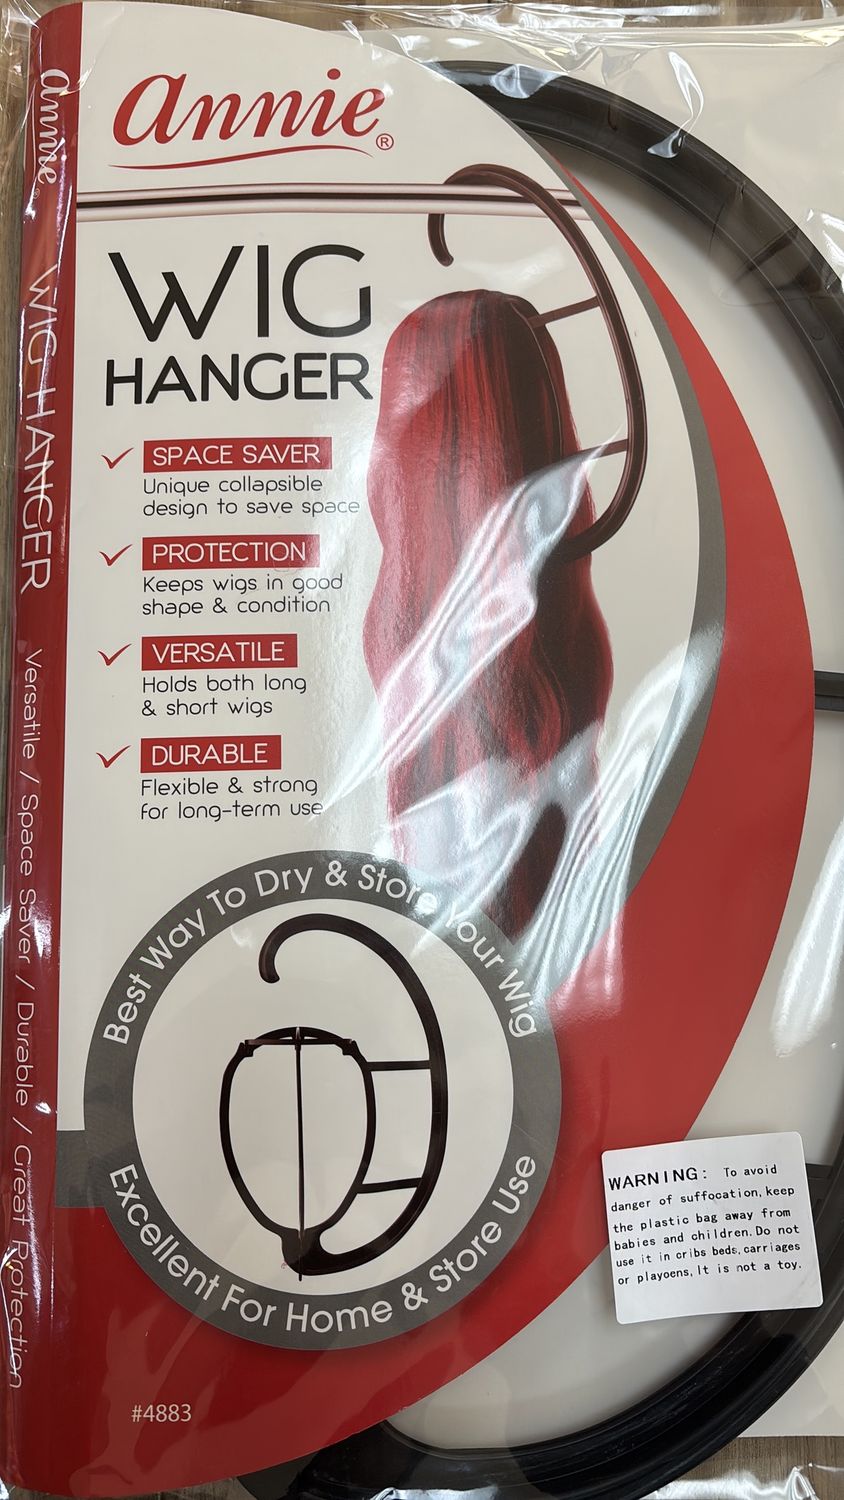 annie®
WIG
HANGER
SPACE SAVER
Unique collapsible
design to save space
PROTECTION
Keeps wigs in good
shape & condition
VERSATILE
Holds both long
& short wigs
DURABLE
Flexible & strong
for long-term use
Best Way To Dry & Store Your Wig
Excellent For Home & Store Use
#4883
WARNING: To avoid
danger of suffocation, keep
the plastic bag away from
babies and children. Do not
use it in cribs beds, carriages
or playoens, It is not a toy.
annie® WIG HANGER Versatile / Space Saver / Durable / Great Protection